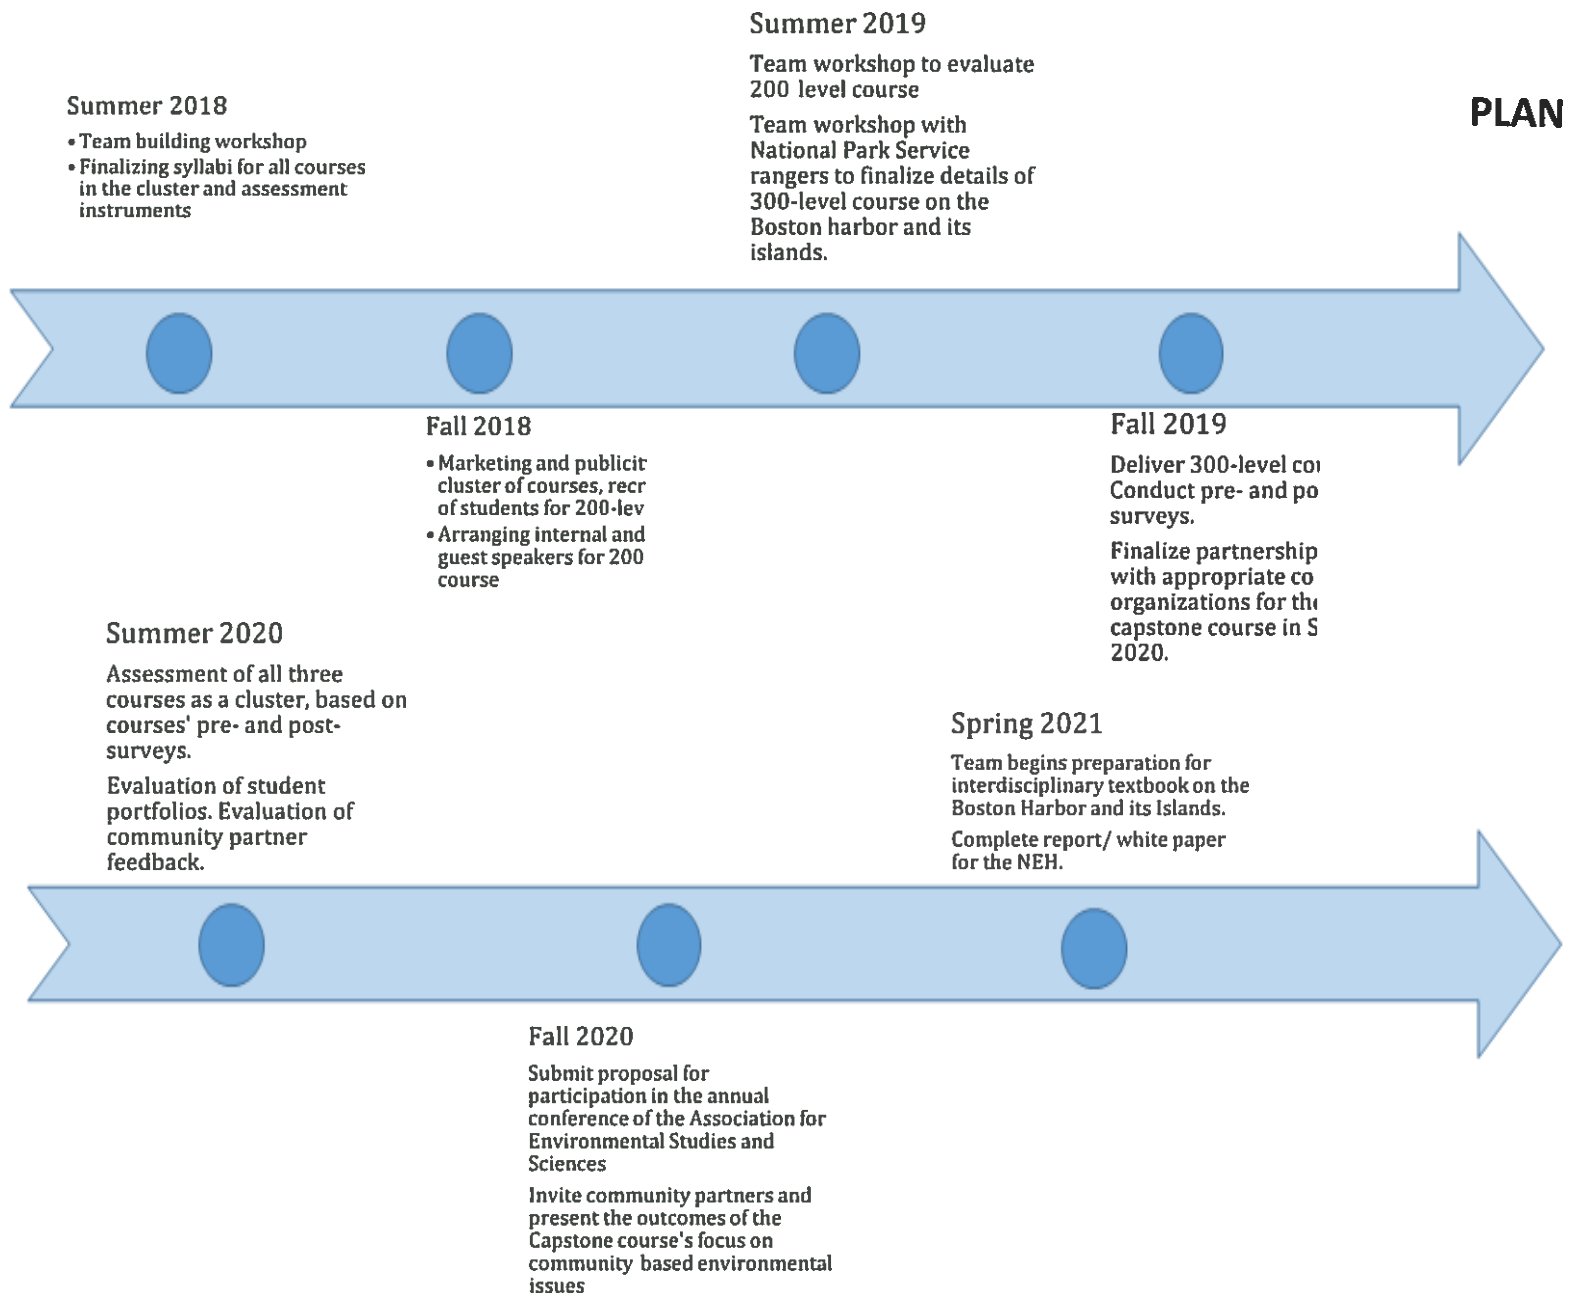 PLAN
Summer 2018
• Team building workshop
• Finalizing syllabi for all courses
in the cluster and assessment
instruments
Summer 2019
Team workshop to evaluate
200 level course
Team workshop with
National Park Service
rangers to finalize details of
300-level course on the
Boston harbor and its
islands.
Fall 2018
• Marketing and
cluster of courses,
of students for
• Arranging internal and
guest speakers for 200
course
Fall 2019
Deliver 300-level
Conduct pre- and
surveys.
Finalize partnership
with appropriate
organizations for
capstone course in
2020.
Summer 2020
Assessment of all three
courses as a cluster, based on
courses' pre- and post-
surveys.
Evaluation of student
portfolios. Evaluation of
community partner
feedback.
Spring 2021
Team begins preparation for
interdisciplinary textbook on the
Boston Harbor and its Islands.
Complete report/ white paper
for the NEH.
Fall 2020
Submit proposal for
participation in the annual
conference of the Association for
Environmental Studies and
Sciences
Invite community partners and
present the outcomes of the
Capstone course's focus on
community based environmental
issues